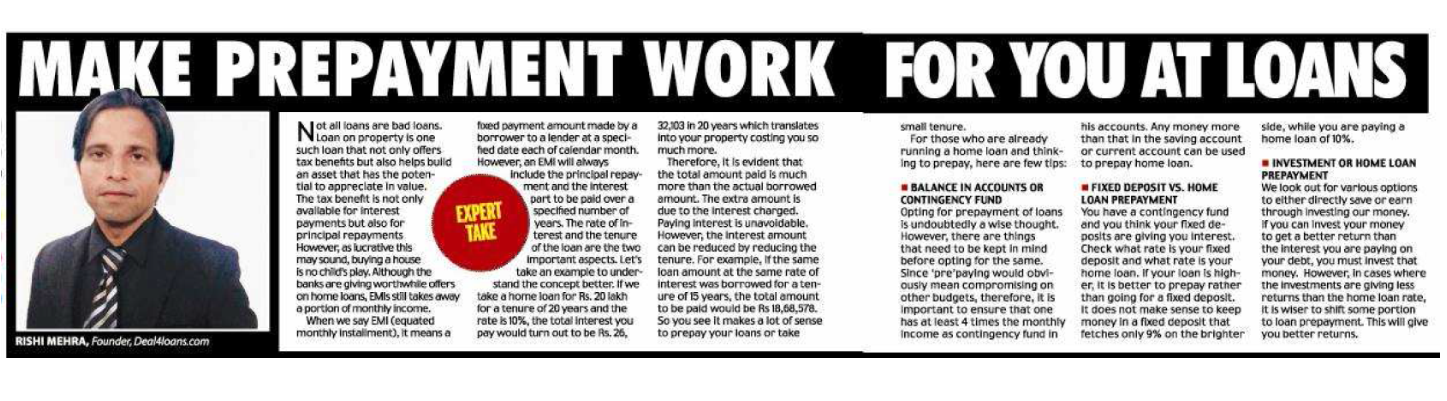 MAKE PREPAYMENT WORK FOR YOU AT LOANS
RISHI MEHRA, Founder, Deal4loans.com
Not all loans are bad loans.
Loan on property is one
such loan that not only offers
tax benefits but also helps build
an asset that has the poten-
tial to appreciate in value.
The tax benefit is not only
available for interest
payments but also for
principal repayments
However, as lucrative this
may sound, buying a house
is no child's play. Although the
banks are giving worthwhile offers
on home loans, EMIs still takes away
a portion of monthly income.
When we say EMI (equated
monthly installment), it means a
fixed payment amount made by a
borrower to a lender at a speci-
fied date each of calendar month.
However, an EMI will always
include the principal repay-
ment and the interest
part to be paid over a
specified number of
years. The rate of in-
terest and the tenure
of the loan are the two
important aspects. Let's
take an example to under-
stand the concept better. If we
take a home loan for Rs. 20 lakh
for a tenure of 20 years and the
rate is 10%, the total interest you
pay would turn out to be Rs. 26,
EXPERT
TAKE
32,103 in 20 years which translates
into your property costing you so
much more.
Therefore, it is evident that
the total amount paid is much
more than the actual borrowed
amount. The extra amount is
due to the interest charged.
Paying interest is unavoidable.
However, the interest amount
can be reduced by reducing the
tenure. For example, if the same
loan amount at the same rate of
interest was borrowed for a ten-
ure of 15 years, the total amount
to be paid would be Rs 18,68,578.
So you see it makes a lot of sense
to prepay your loans or take
small tenure.
For those who are already
running a home loan and think-
ing to prepay, here are few tips:
■ BALANCE IN ACCOUNTS OR
CONTINGENCY FUND
Opting for prepayment of loans
is undoubtedly a wise thought.
However, there are things
that need to be kept in mind
before opting for the same.
Since 'pre'paying would obvi-
ously mean compromising on
other budgets, therefore, it is
important to ensure that one
has at least 4 times the monthly
income as contingency fund in
his accounts. Any money more
than that in the saving account
or current account can be used
to prepay home loan.
■ FIXED DEPOSIT VS. HOME
LOAN PREPAYMENT
You have a contingency fund
and you think your fixed de-
posits are giving you interest.
Check what rate is your fixed
deposit and what rate is your
home loan. If your loan is high-
er, it is better to prepay rather
than going for a fixed deposit.
It does not make sense to keep
money in a fixed deposit that
fetches only 9% on the brighter
side, while you are paying a
home loan of 10%.
■ INVESTMENT OR HOME LOAN
PREPAYMENT
We look out for various options
to either directly save or earn
through investing our money.
If you can invest your money
to get a better return than
the interest you are paying on
your debt, you must invest that
money. However, in cases where
the investments are giving less
returns than the home loan rate,
it is wiser to shift some portion
to loan prepayment. This will give
you better returns.